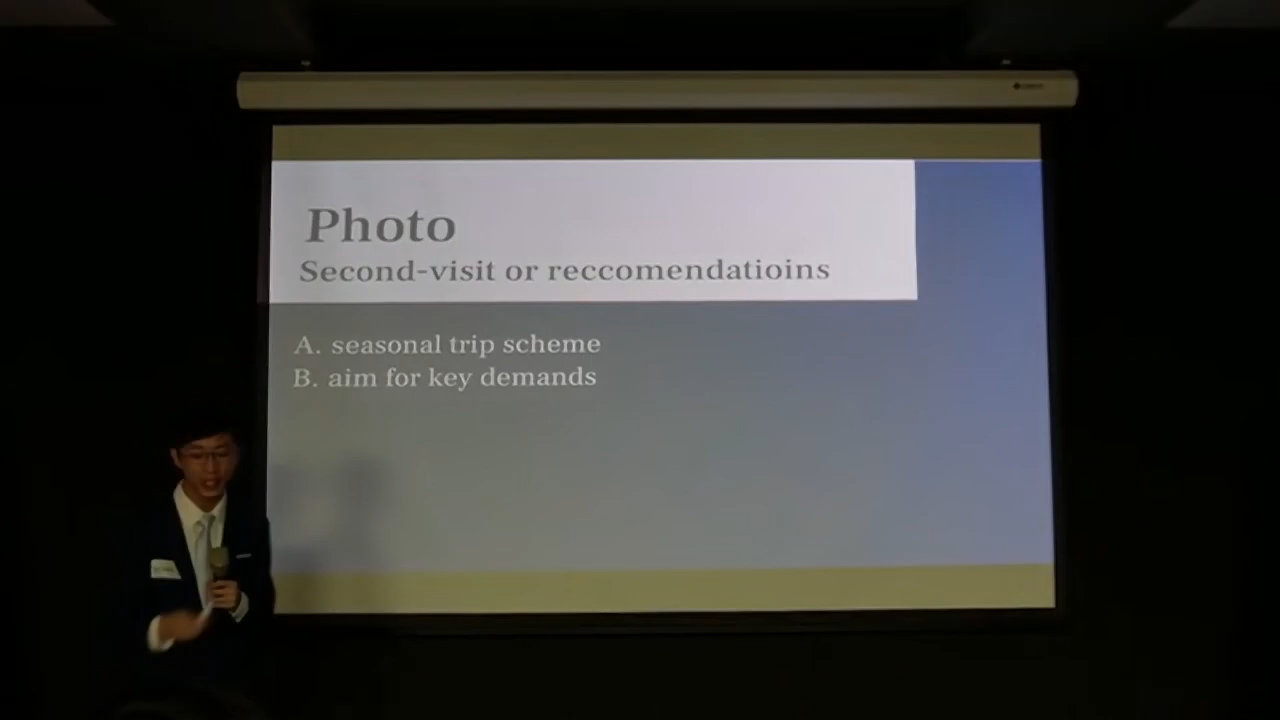 Photo
Second-visit or reccomendatioins
A. seasonal trip scheme
B. aim for key demands